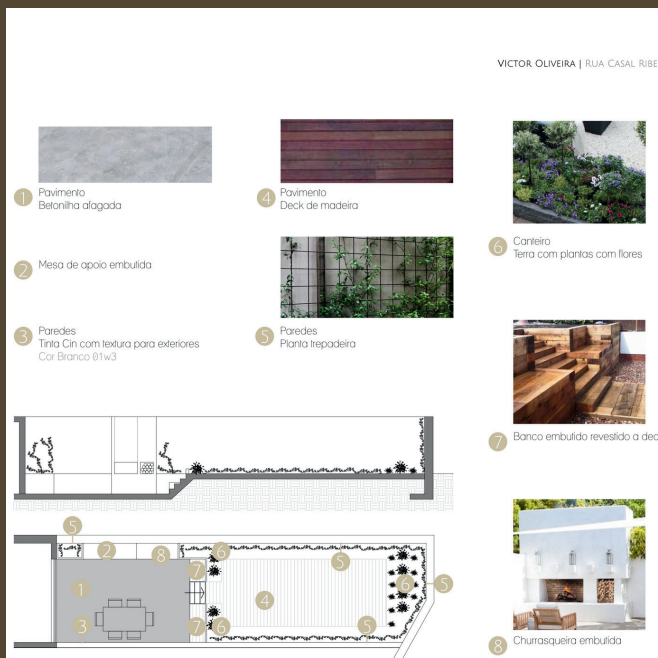 VICTOR OLIVEIRA | RUA CASAL
1
Pavimento
Betonilha afagada
4
Pavimento
Deck de madeira
6
Canteiro
Terra com plantas com flores
2
Mesa de apoio embutida
3
Paredes
Tinta Cin com textura para exteriores
Cor Branco 01w3
5
Paredes
Planta trepadeira
7
Banco embutido revestido a
8
Churrasqueira embutida
5
2
8
6
7
5
1
4
6
5
3
7
6
5